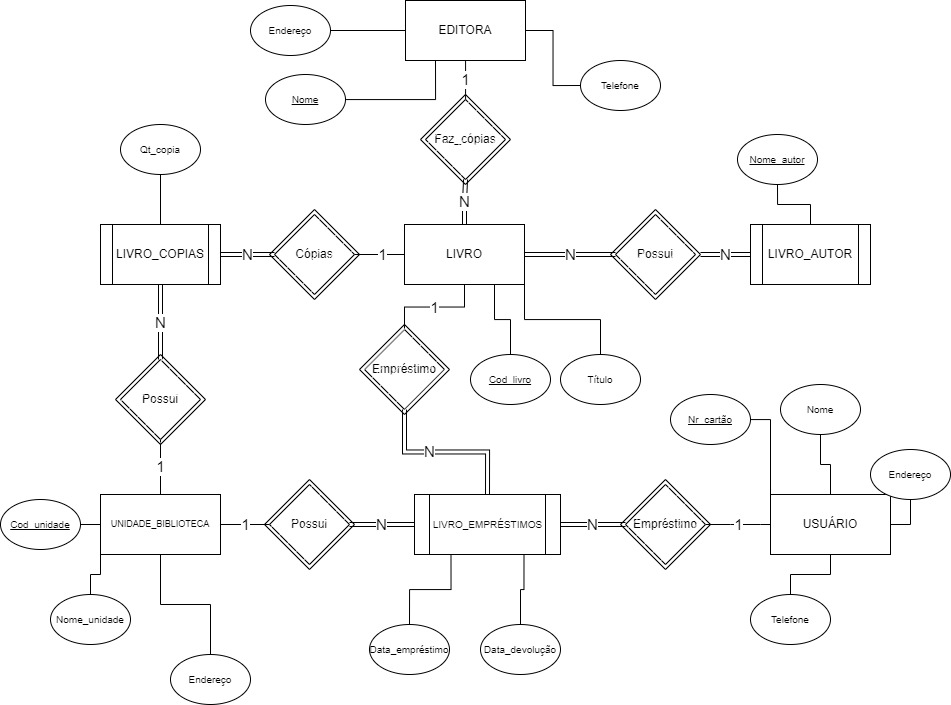 Endereço
EDITORA
Nome
1
Telefone
Faz_cópias
Qt_copia
Nome_autor
N
LIVRO_COPIAS
N
Cópias
1
LIVRO
N
Possui
N
LIVRO_AUTOR
1
N
Empréstimo
Cod_livro
Título
Possui
Nr_cartão
Nome
N
1
Endereço
Cod_unidade
UNIDADE_BIBLIOTECA
1
Possui
N
LIVRO_EMPRÉSTIMOS
N
Empréstimo
1
USUÁRIO
Nome_unidade
Telefone
Data_empréstimo
Data_devolução
Endereço